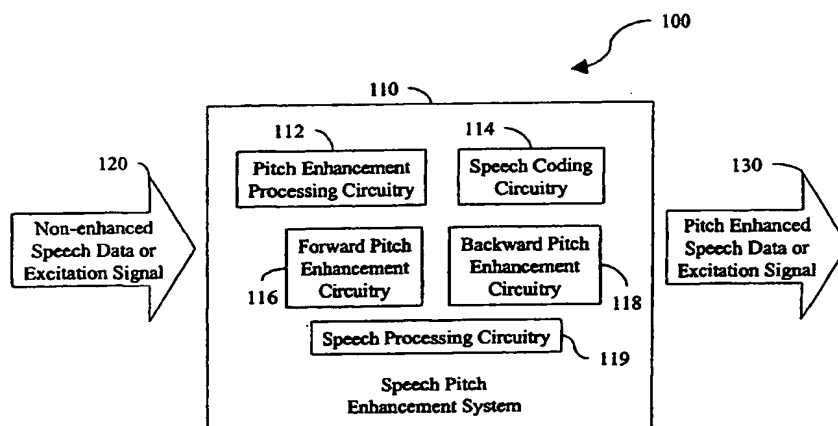 100
110
112
114
120
130
Pitch Enhancement
Processing Circuitry
Speech Coding
Circuitry
Non-enhanced
Speech Data or
Excitation Signal
Forward Pitch
Enhancement
Circuitry
Backward Pitch
Enhancement
Circuitry
Pitch Enhanced
Speech Data or
Excitation Signal
116
118
Speech Processing Circuitry
119
Speech Pitch
Enhancement System